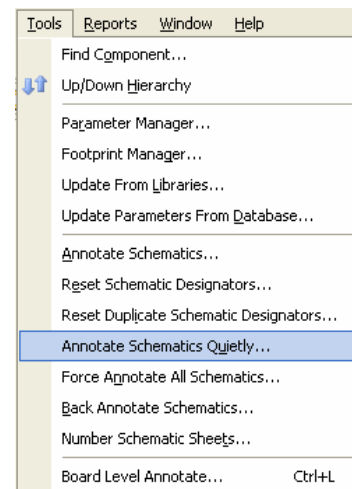 Tools Reports Window Help
Find Component...
Up/Down Hierarchy
Parameter Manager...
Footprint Manager...
Update From Libraries...
Update Parameters From Database...
Annotate Schematics...
Reset Schematic Designators...
Reset Duplicate Schematic Designators...
Annotate Schematics Quietly...
Force Annotate All Schematics...
Back Annotate Schematics...
Number Schematic Sheets...
Board Level Annotate... Ctrl+L